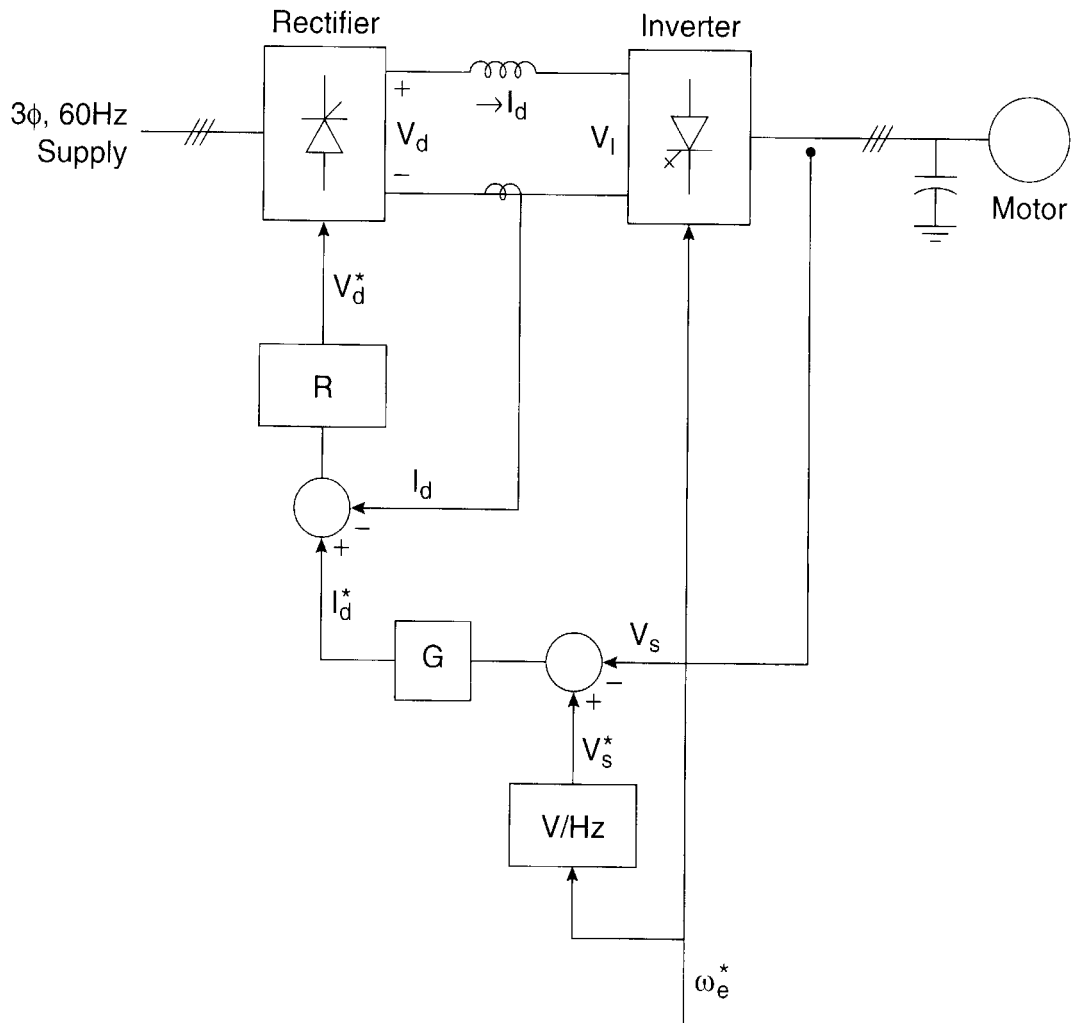 Rectifier
Inverter
3ϕ, 60Hz
Supply
+
V_d
−
→I_d
V_I
Motor
V_d^*
R
I_d
−
+
I_d^*
G
V_s
−
+
V_s^*
V/Hz
ω_e^*